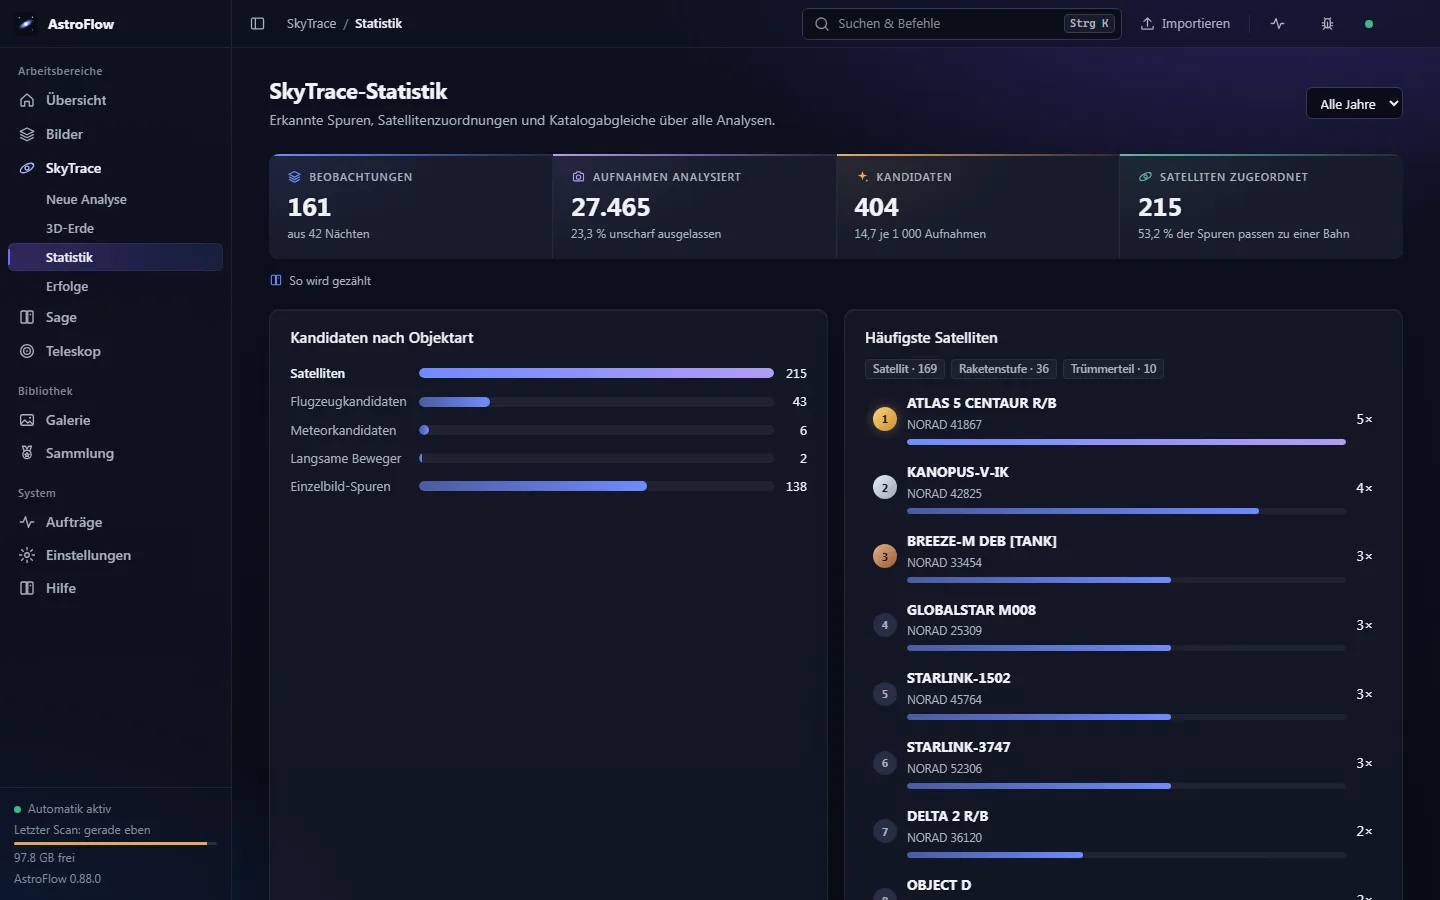 AstroFlow
SkyTrace / Statistik
Suchen & Befehle
Strg K
Importieren
Arbeitsbereiche
Übersicht
Bilder
SkyTrace
Neue Analyse
3D-Erde
Statistik
Erfolge
Sage
Teleskop
Bibliothek
Galerie
Sammlung
System
Aufträge
Einstellungen
Hilfe
Automatik aktiv
Letzter Scan: gerade eben
97.8 GB frei
AstroFlow 0.88.0
SkyTrace-Statistik
Erkannte Spuren, Satellitenzuordnungen und Katalogabgleiche über alle Analysen.
Alle Jahre
BEOBACHTUNGEN
161
aus 42 Nächten
AUFNAHMEN ANALYSIERT
27.465
23,3 % unscharf ausgelassen
KANDIDATEN
404
14,7 je 1 000 Aufnahmen
SATELLITEN ZUGEORDNET
215
53,2 % der Spuren passen zu einer Bahn
So wird gezählt
Kandidaten nach Objektart
Satelliten 215
Flugzeugkandidaten 43
Meteorkandidaten 6
Langsame Beweger 2
Einzelbild-Spuren 138
Häufigste Satelliten
Satellit · 169 Raketenstufe · 36 Trümmerteil · 10
1 ATLAS 5 CENTAUR R/B 5×
NORAD 41867
2 KANOPUS-V-IK 4×
NORAD 42825
3 BREEZE-M DEB [TANK] 3×
NORAD 33454
4 GLOBALSTAR M008 3×
NORAD 25309
5 STARLINK-1502 3×
NORAD 45764
6 STARLINK-3747 3×
NORAD 52306
7 DELTA 2 R/B 2×
NORAD 36120
8 OBJECT D 2×